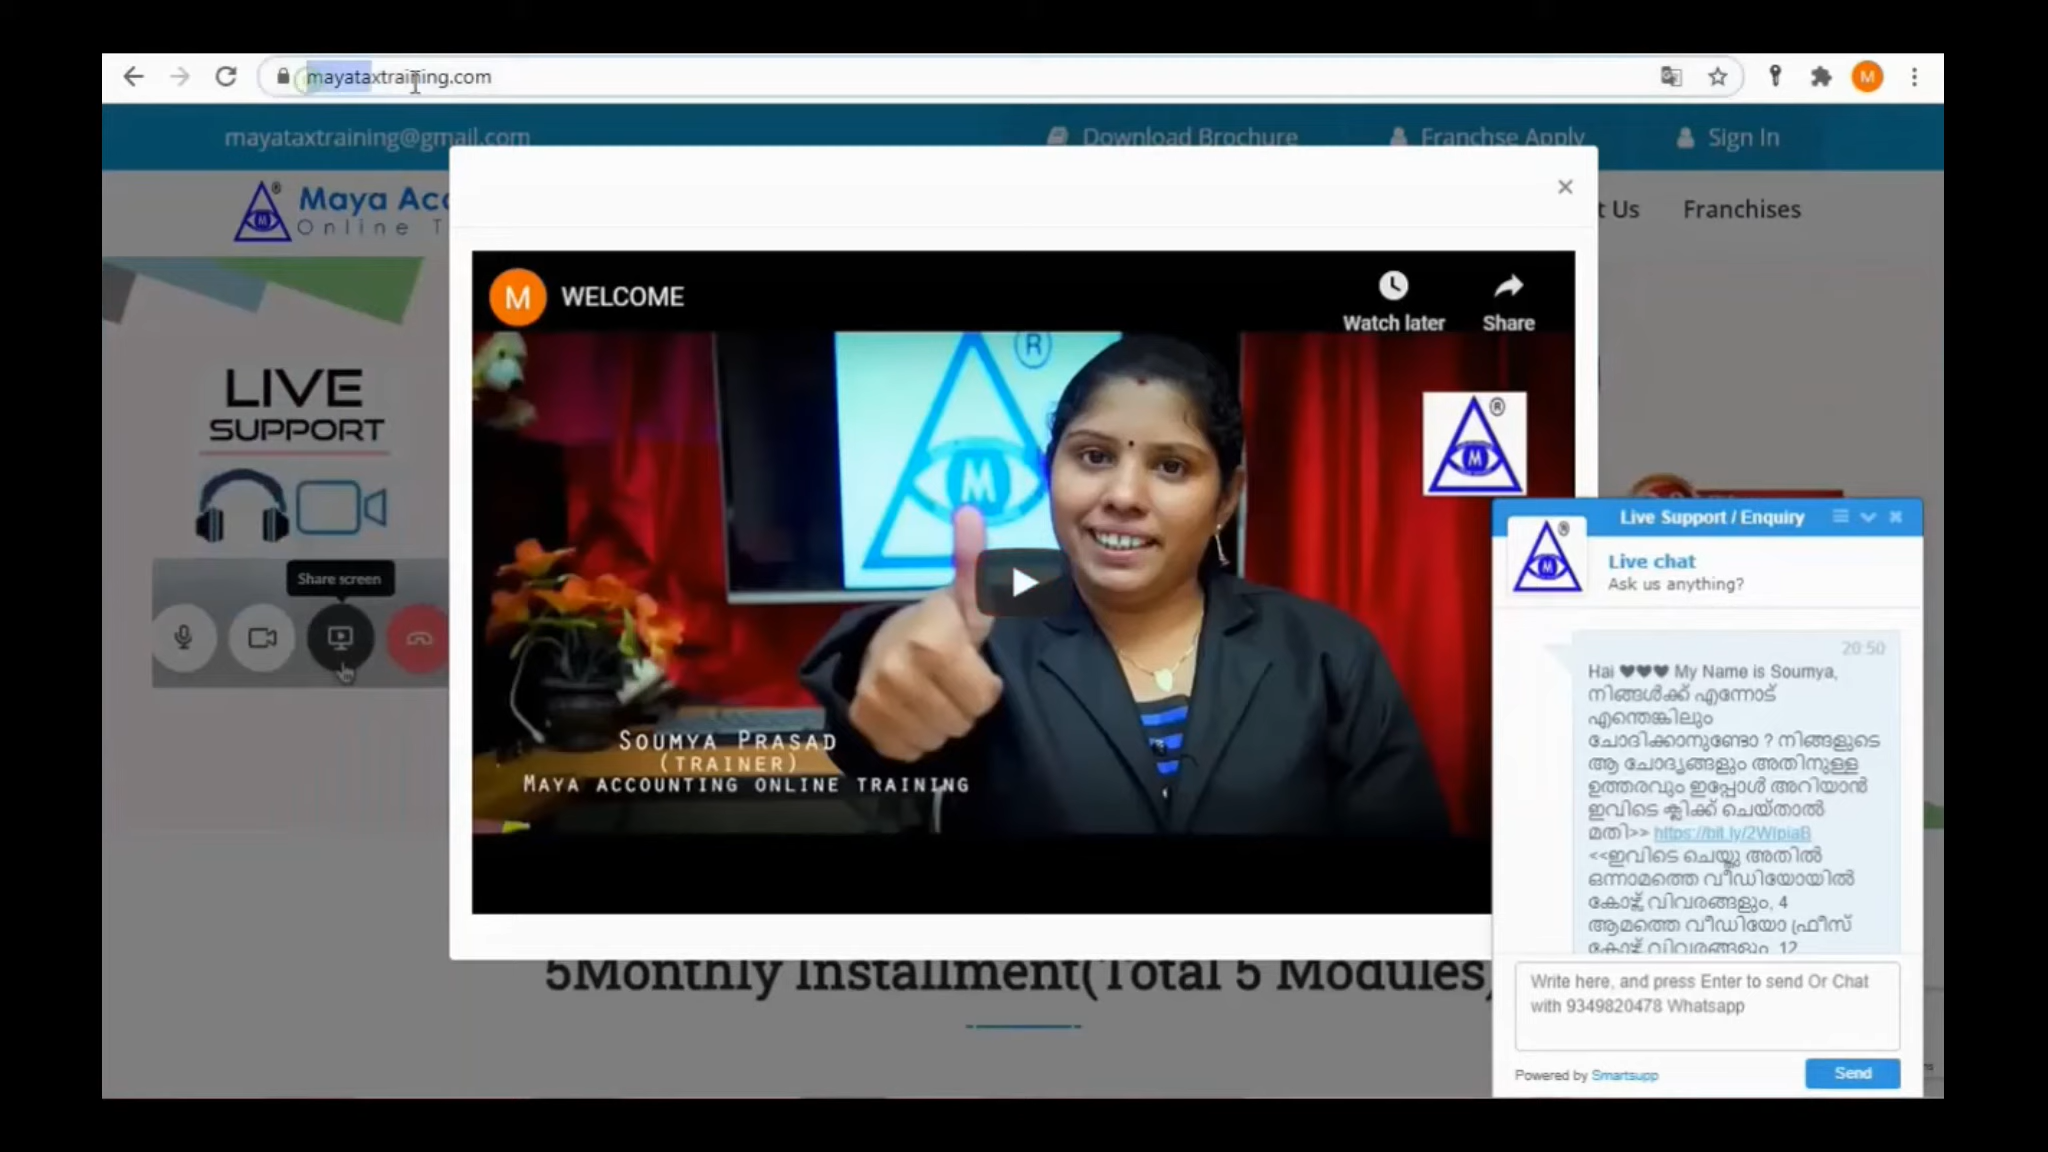 mayataxtraining.com
mayataxtraining@gmail.com
Download Brochure
Franchse Apply
Sign In
Maya Acc
Online T
t Us
Franchises
LIVE
SUPPORT
Share screen
M WELCOME
Watch later
Share
SOUMYA PRASAD
(TRAINER)
MAYA ACCOUNTING ONLINE TRAINING
5Monthly Installment(Total 5 Modules)
Live Support / Enquiry
Live chat
Ask us anything?
20:50
Hai ❤❤❤ My Name is Soumya,
നിങ്ങൾക്ക് എന്നോട്
എന്തെങ്കിലും
ചോദിക്കാനുണ്ടോ ? നിങ്ങളുടെ
ആ ചോദ്യങ്ങളും അതിനുള്ള
ഉത്തരവും ഇപ്പോൾ അറിയാൻ
ഇവിടെ ക്ലിക്ക് ചെയ്താൽ
മതി>> https://bit.ly/2WIpiaB
<<ഇവിടെ ചെയ്യൂ അതിൽ
ഒന്നാമത്തെ വീഡിയോയിൽ
കോഴ്സ് വിവരങ്ങളും, 4
ആമത്തെ വീഡിയോ ഫ്രീസ്
കോഴ്സ് വിവരങ്ങളും, 12
Write here, and press Enter to send Or Chat
with 9349820478 Whatsapp
Powered by Smartsupp
Send